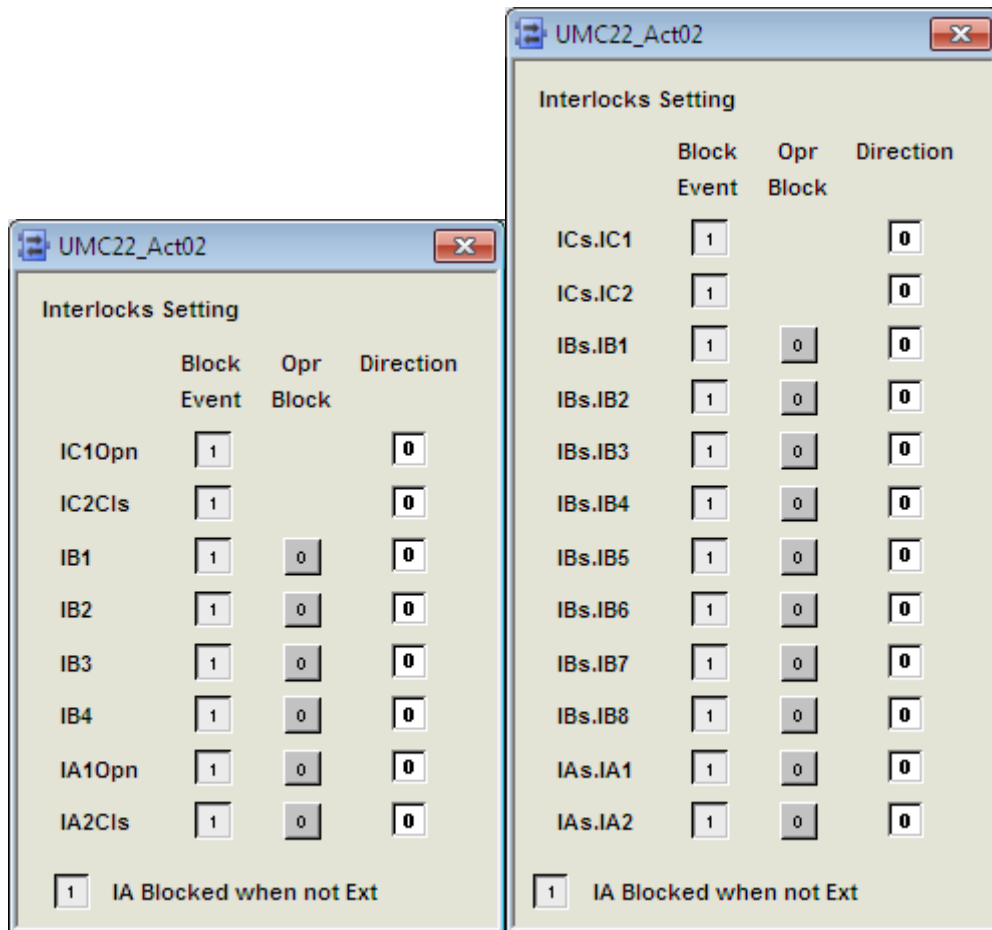 UMC22_Act02
Interlocks Setting
Block Opr Direction
Event Block
IC1Opn 1 0
IC2Cls 1 0
IB1 1 0 0
IB2 1 0 0
IB3 1 0 0
IB4 1 0 0
IA1Opn 1 0 0
IA2Cls 1 0 0
1 IA Blocked when not Ext
UMC22_Act02
Interlocks Setting
Block Opr Direction
Event Block
ICs.IC1 1 0
ICs.IC2 1 0
IBs.IB1 1 0 0
IBs.IB2 1 0 0
IBs.IB3 1 0 0
IBs.IB4 1 0 0
IBs.IB5 1 0 0
IBs.IB6 1 0 0
IBs.IB7 1 0 0
IBs.IB8 1 0 0
IAs.IA1 1 0 0
IAs.IA2 1 0 0
1 IA Blocked when not Ext